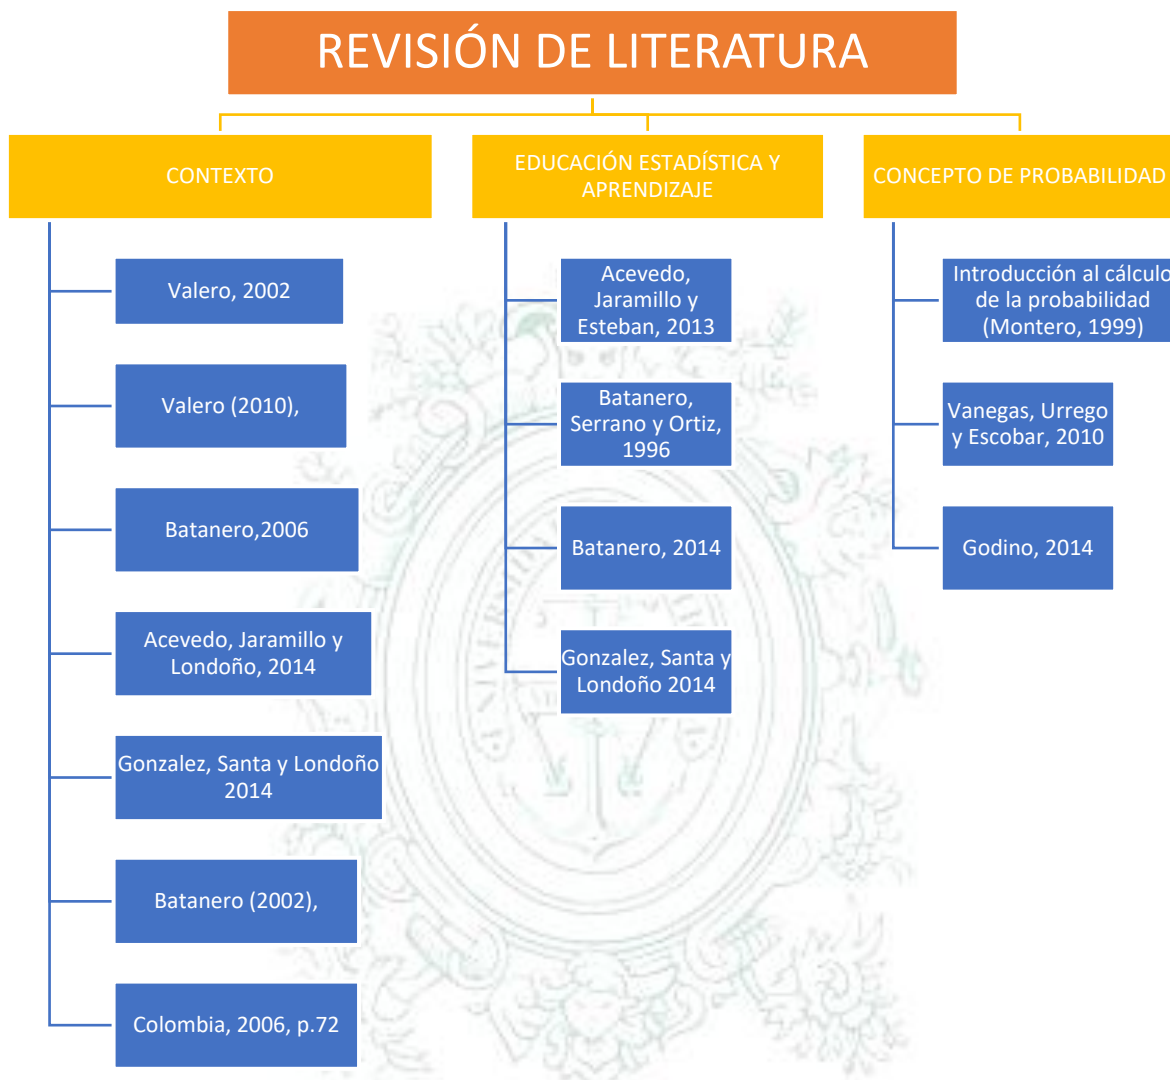 REVISIÓN DE LITERATURA
CONTEXTO
Valero, 2002
Valero (2010),
Batanero,2006
Acevedo, Jaramillo y
Londoño, 2014
Gonzalez, Santa y Londoño
2014
Batanero (2002),
Colombia, 2006, p.72
EDUCACIÓN ESTADÍSTICA Y
APRENDIZAJE
Acevedo,
Jaramillo y
Esteban, 2013
Batanero,
Serrano y Ortiz,
1996
Batanero, 2014
Gonzalez, Santa y
Londoño 2014
CONCEPTO DE PROBABILIDAD
Introducción al cálculo
de la probabilidad
(Montero, 1999)
Vanegas, Urrego
y Escobar, 2010
Godino, 2014